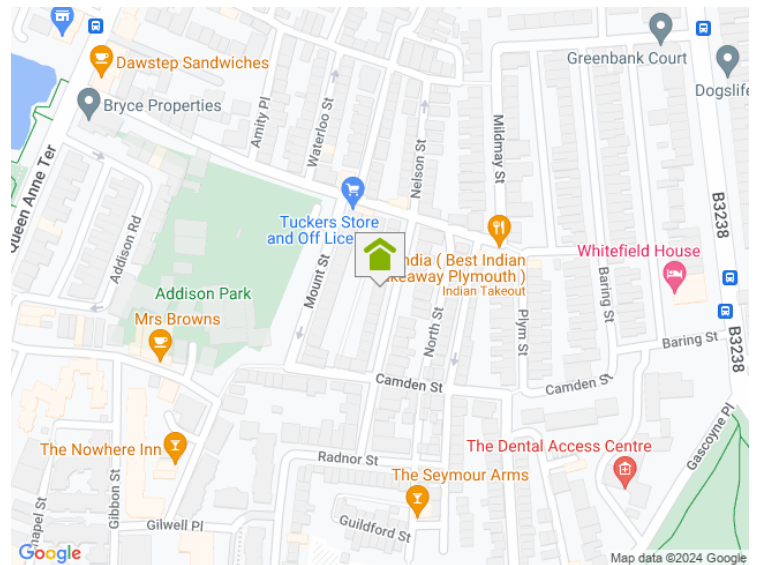 Greenbank Court
Dawstep Sandwiches
Dogslife
Bryce Properties
Amity Pl
Waterloo St
Nelson St
Mildmay St
Queen Anne Ter
B3238
Addison Rd
Tuckers Store
and Off Lice
ndia ( Best Indian
keaway Plymouth )
Indian Takeout
Whitefield House
Mount St
Addison Park
Mrs Browns
North St
Plym St
Baring St
Baring St
B3238
Camden St
Camden St
Gascoyne Pl
The Nowhere Inn
Radnor St
The Dental Access Centre
The Seymour Arms
hapel St
Gibbon St
Gilwell Pl
Guildford St
Google
Map data ©2024 Google